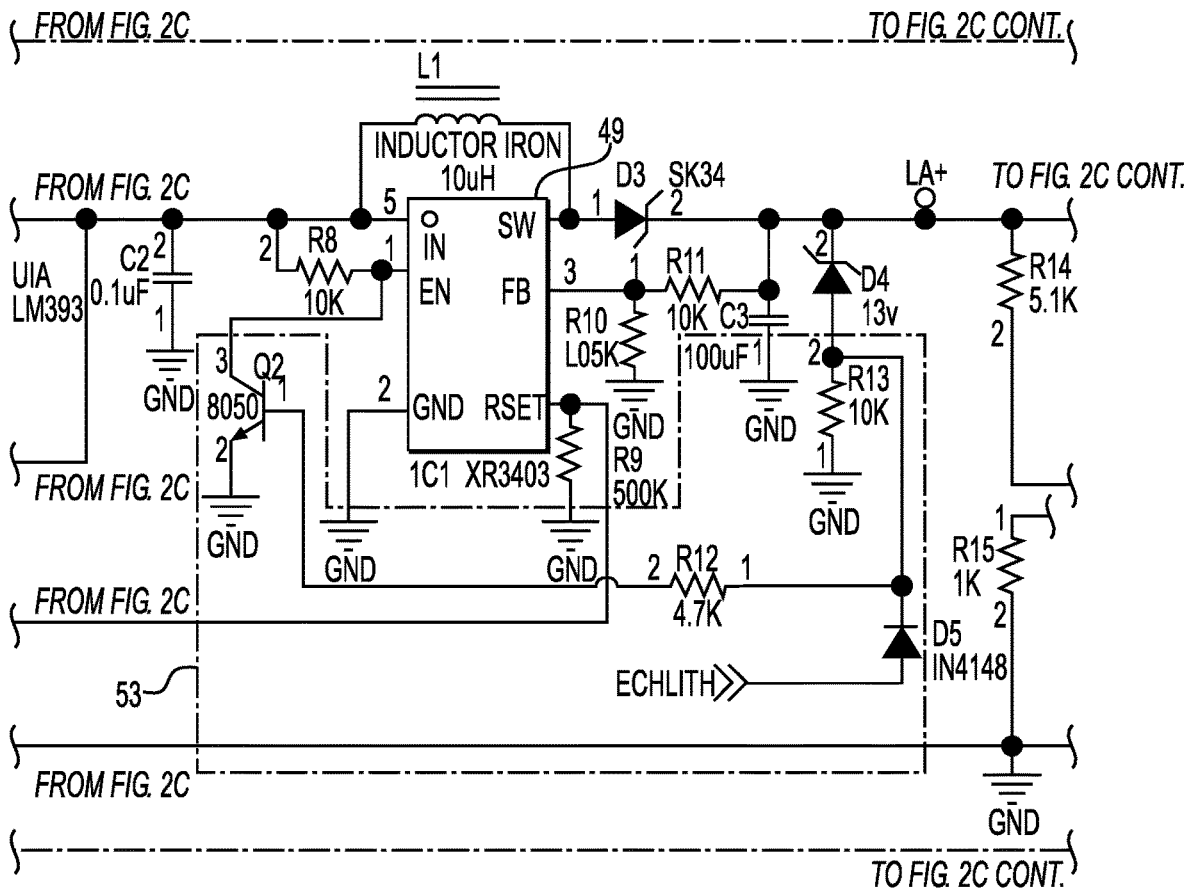 FROM FIG. 2C
TO FIG. 2C CONT.
L1
INDUCTOR IRON
10uH
49
FROM FIG. 2C
D3
SK34
LA+
TO FIG. 2C CONT.
5
1
2
SW
IN
2
R8
10K
1
EN
C2
2
0.1uF
1
GND
UIA
LM393
3
FB
1
R11
10K
R10
L05K
GND
C3
1
100uF
GND
2
D4
13v
2
R13
10K
1
GND
R14
5.1K
2
3
Q2
1
8050
2
GND
2
GND
RSET
1C1 XR3403
R9
500K
GND
GND
FROM FIG. 2C
2
R12
1
4.7K
1
R15
1K
2
FROM FIG. 2C
D5
IN4148
ECHLITH
53
FROM FIG. 2C
GND
TO FIG. 2C CONT.